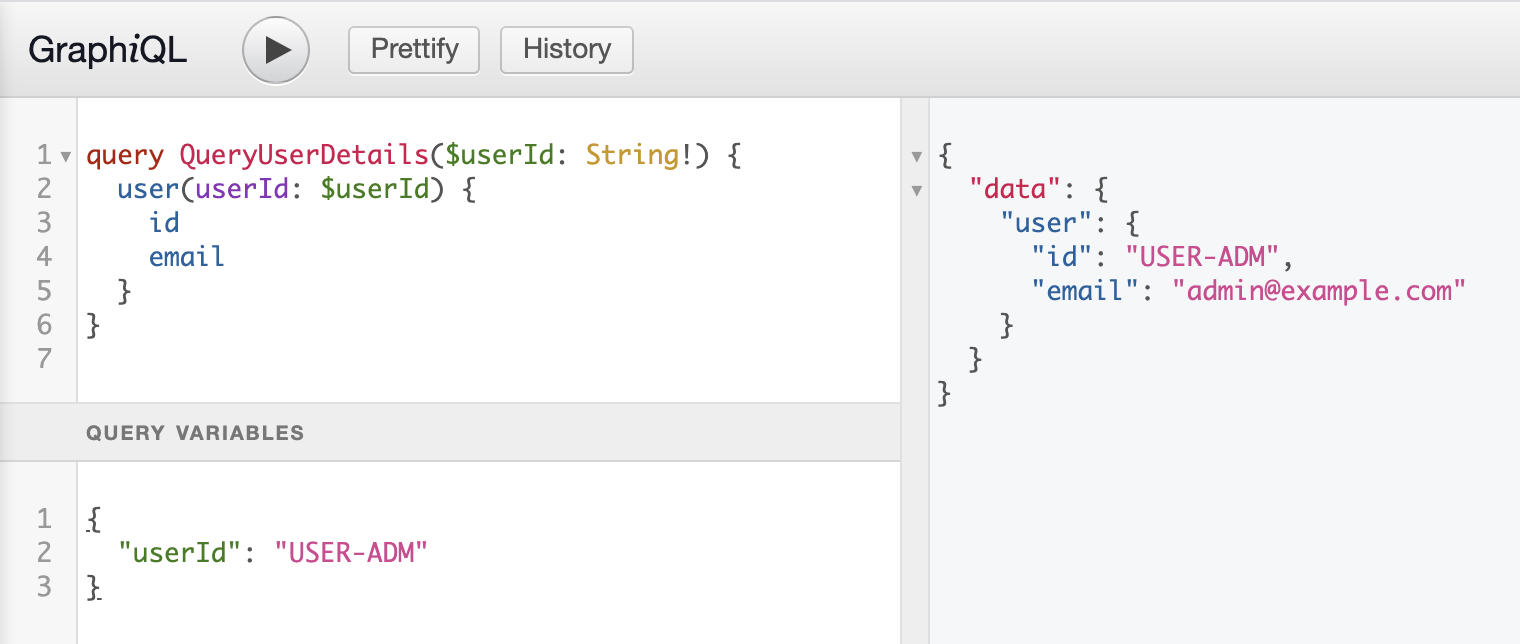 GraphiQL Prettify History
1 query QueryUserDetails($userId: String!) {
2   user(userId: $userId) {
3     id
4     email
5   }
6 }
7
QUERY VARIABLES
1 {
2   "userId": "USER-ADM"
3 }
{
  "data": {
    "user": {
      "id": "USER-ADM",
      "email": "admin@example.com"
    }
  }
}